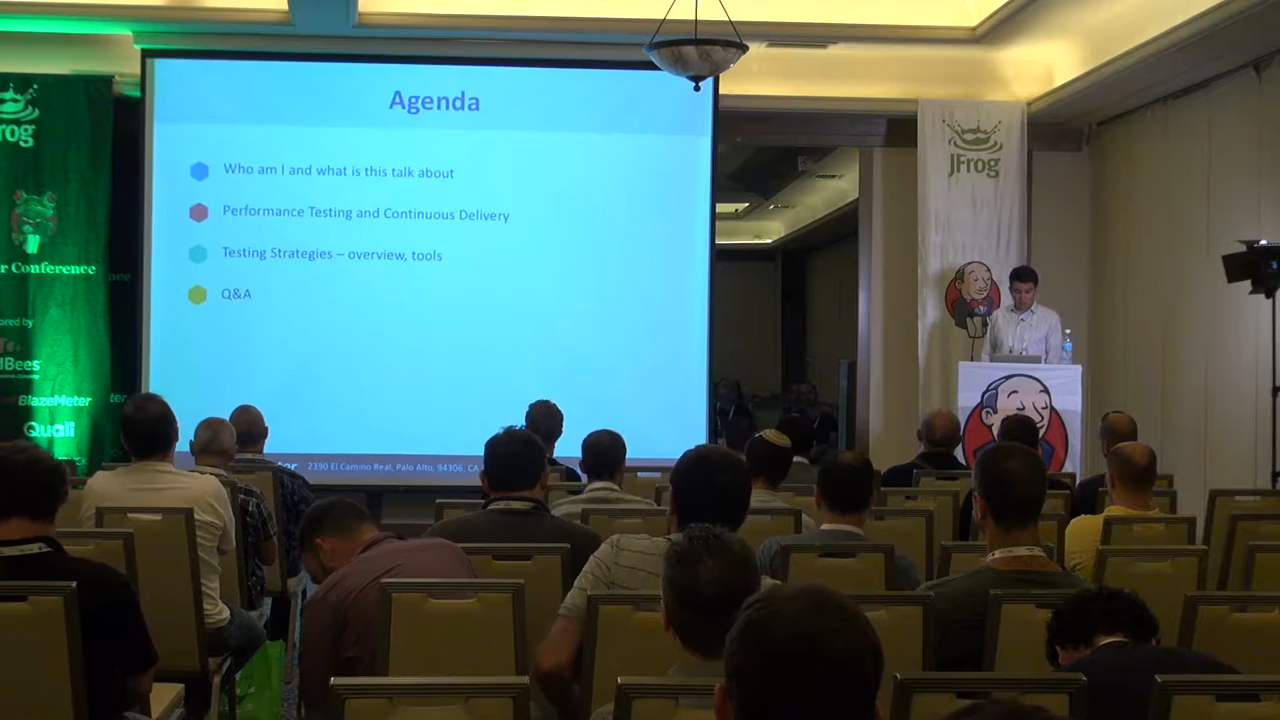 Agenda
Who am I and what is this talk about
Performance Testing and Continuous Delivery
Testing Strategies – overview, tools
Q&A
2390 El Camino Real, Palo Alto, 94306, CA
JFrog
Conference
BlazeMeter
Quali